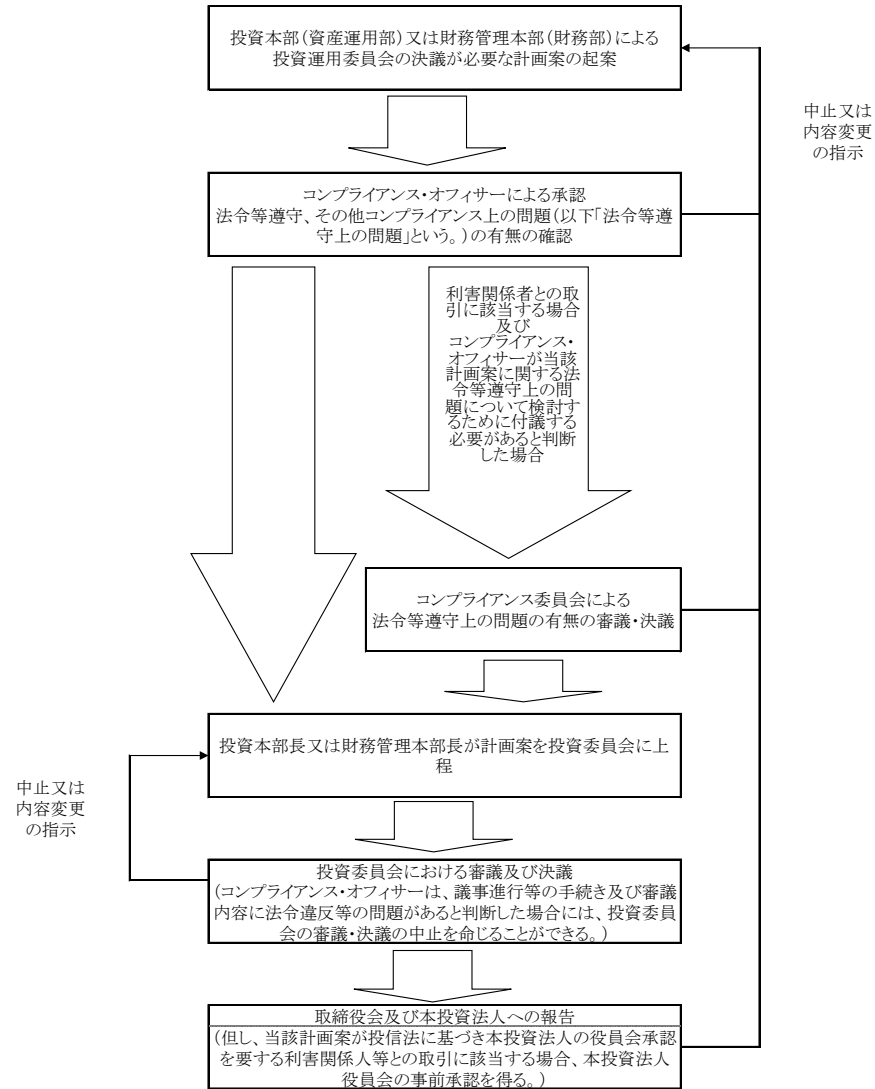 投資本部(資産運用部)又は財務管理本部(財務部)による
投資運用委員会の決議が必要な計画案の起案
中止又は
内容変更
の指示
コンプライアンス・オフィサーによる承認
法令等遵守、その他コンプライアンス上の問題(以下「法令等遵
守上の問題」という。)の有無の確認
利害関係者との取
引に該当する場合
及び
コンプライアンス・
オフィサーが当該
計画案に関する法
令等遵守上の問
題について検討す
るために付議する
必要があると判断
した場合
コンプライアンス委員会による
法令等遵守上の問題の有無の審議・決議
投資本部長又は財務管理本部長が計画案を投資委員会に上
程
中止又は
内容変更
の指示
投資委員会における審議及び決議
(コンプライアンス・オフィサーは、議事進行等の手続き及び審議
内容に法令違反等の問題があると判断した場合には、投資委員
会の審議・決議の中止を命じることができる。)
取締役会及び本投資法人への報告
(但し、当該計画案が投信法に基づき本投資法人の役員会承認
を要する利害関係人等との取引に該当する場合、本投資法人
役員会の事前承認を得る。)